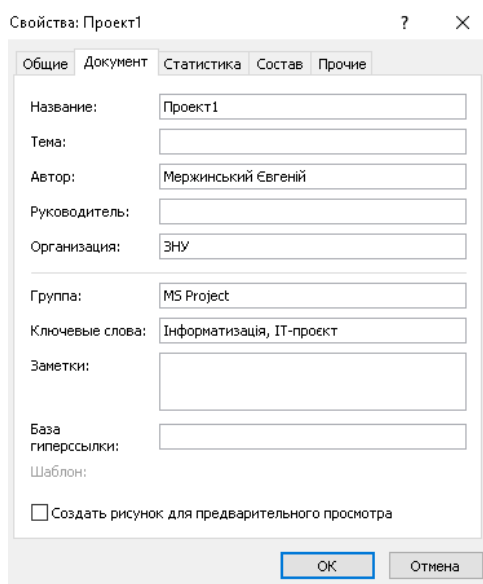 Свойства: Проект1 ? ×
Общие Документ Статистика Состав Прочие
Название: Проект1
Тема:
Автор: Мержинський Євгеній
Руководитель:
Организация: ЗНУ
Группа: MS Project
Ключевые слова: Інформатизація, ІТ-проєкт
Заметки:
База
гиперссылки:
Шаблон:
Создать рисунок для предварительного просмотра
ОК Отмена